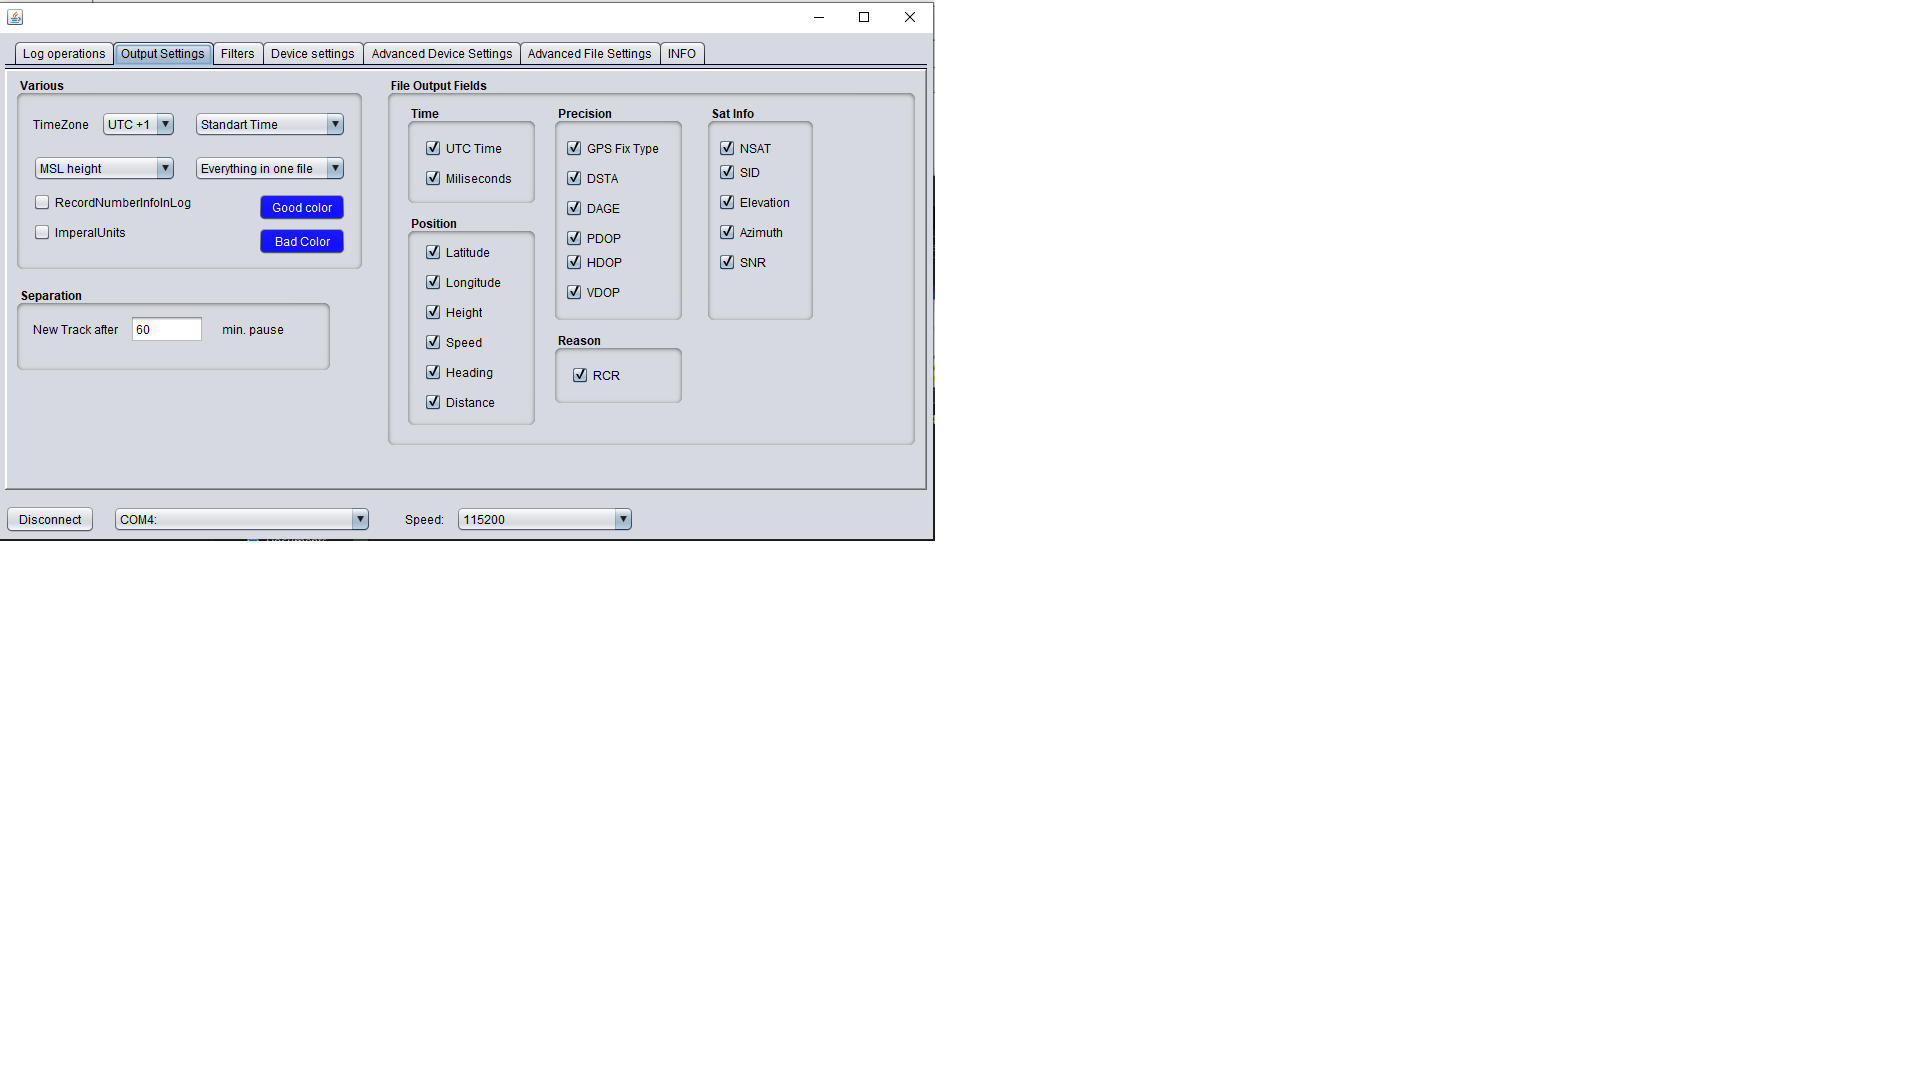 Log operations Output Settings Filters Device settings Advanced Device Settings Advanced File Settings INFO
Various
TimeZone UTC +1 Standart Time
MSL height Everything in one file
RecordNumberInfoInLog Good color
ImperalUnits Bad Color
Separation
New Track after 60 min. pause
File Output Fields
Time
UTC Time
Miliseconds
Position
Latitude
Longitude
Height
Speed
Heading
Distance
Precision
GPS Fix Type
DSTA
DAGE
PDOP
HDOP
VDOP
Reason
RCR
Sat Info
NSAT
SID
Elevation
Azimuth
SNR
Disconnect COM4: Speed: 115200